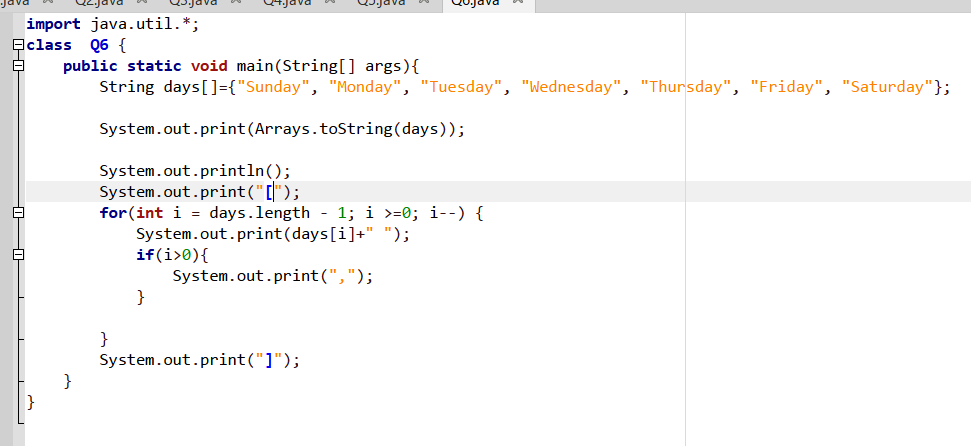 .java Q2.java Q3.java Q4.java Q5.java Q6.java
import java.util.*;
class  Q6 {
    public static void main(String[] args){
        String days[]={"Sunday", "Monday", "Tuesday", "Wednesday", "Thursday", "Friday", "Saturday"};
        System.out.print(Arrays.toString(days));
        System.out.println();
        System.out.print("[");
        for(int i = days.length - 1; i >=0; i--) {
            System.out.print(days[i]+" ");
            if(i>0){
                System.out.print(",");
            }
        }
        System.out.print("]");
    }
}